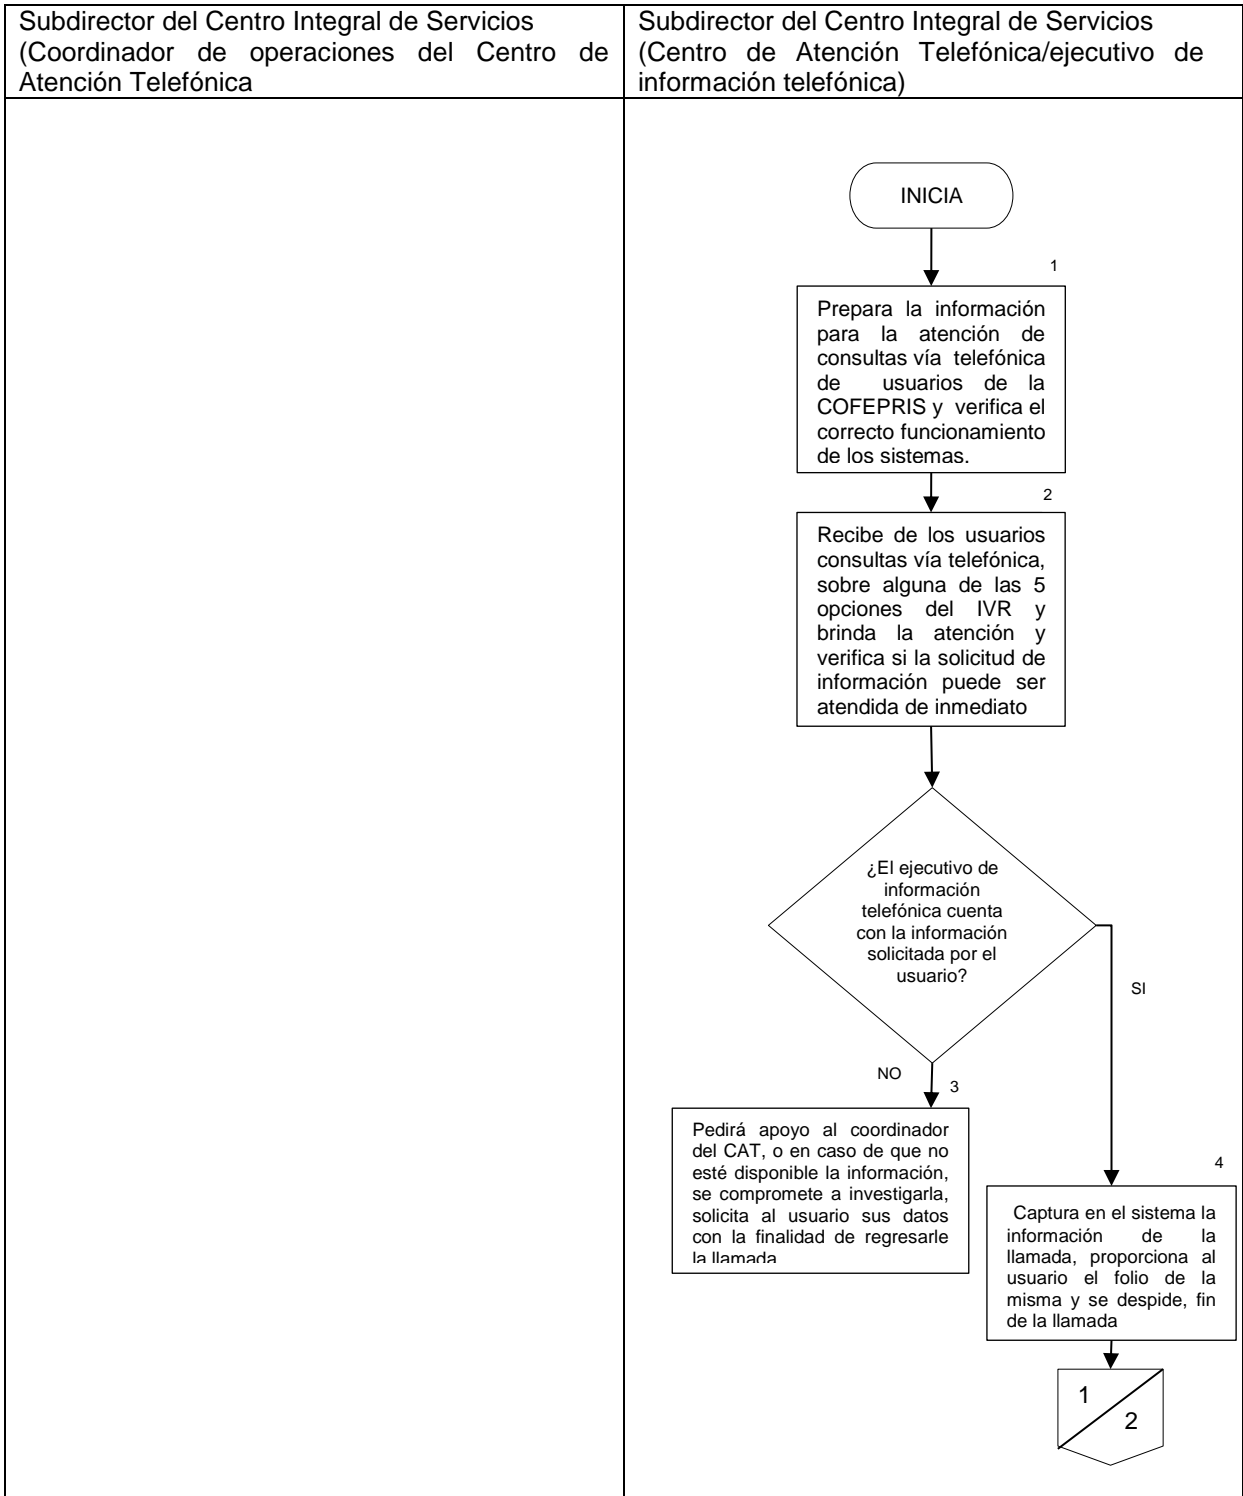 Subdirector del Centro Integral de Servicios
(Coordinador de operaciones del Centro de
Atención Telefónica
Subdirector del Centro Integral de Servicios
(Centro de Atención Telefónica/ejecutivo de
información telefónica)
INICIA
1
Prepara la información
para la atención de
consultas vía telefónica
de usuarios de la
COFEPRIS y verifica el
correcto funcionamiento
de los sistemas.
2
Recibe de los usuarios
consultas vía telefónica,
sobre alguna de las 5
opciones del IVR y
brinda la atención y
verifica si la solicitud de
información puede ser
atendida de inmediato
¿El ejecutivo de
información
telefónica cuenta
con la información
solicitada por el
usuario?
SI
NO
3
Pedirá apoyo al coordinador
del CAT, o en caso de que no
esté disponible la información,
se compromete a investigarla,
solicita al usuario sus datos
con la finalidad de regresarle
la llamada
4
Captura en el sistema la
información de la
llamada, proporciona al
usuario el folio de la
misma y se despide, fin
de la llamada
1
2